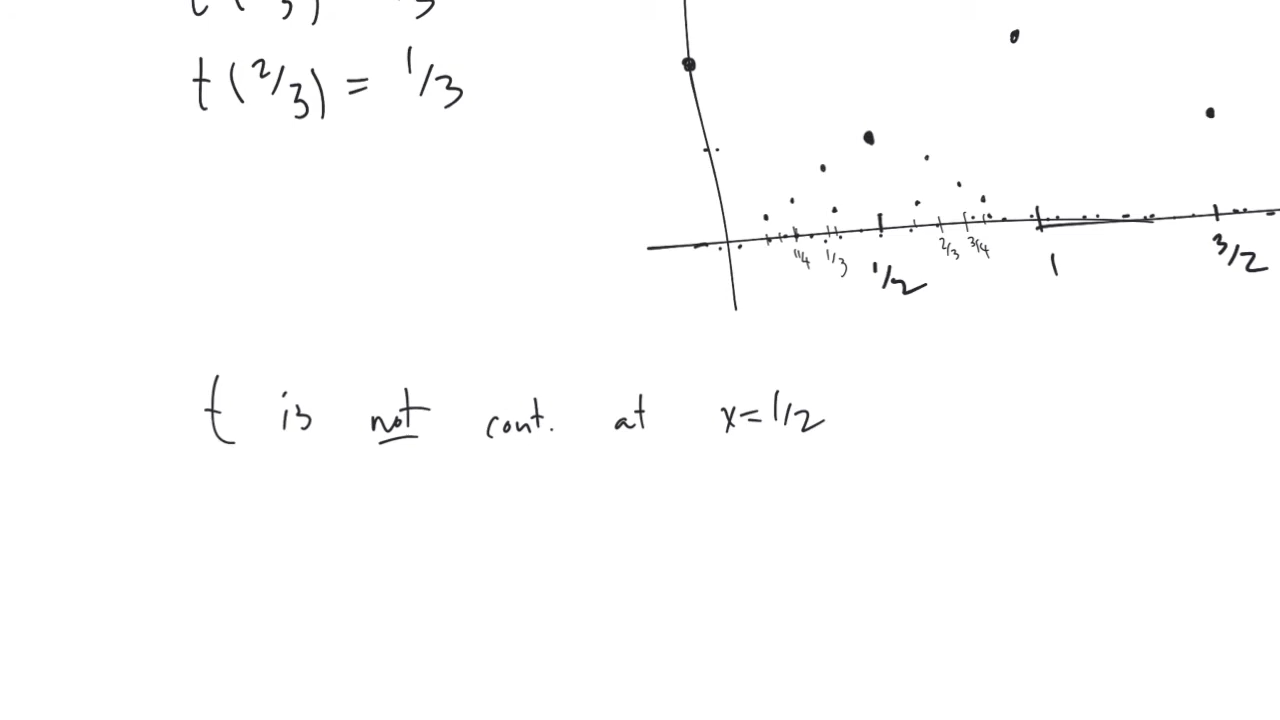 t(2/3) = 1/3
1/4 1/3 1/2 2/3 3/4 1 3/2
t is not cont. at x=1/2